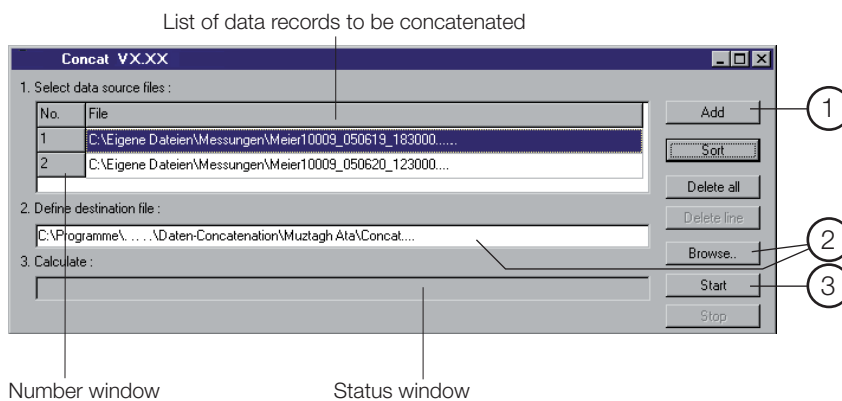 List of data records to be concatenated
Concat VX.XX
1. Select data source files :
No. File
Add
1
1 C:\Eigene Dateien\Messungen\Meier10009_050619_183000......
Sort
2 C:\Eigene Dateien\Messungen\Meier10009_050620_123000....
Delete all
2. Define destination file :
Delete line
C:\Programme\. .. . ..\Daten-Concatenation\Muztagh Ata\Concat....
Browse..
2
3. Calculate :
Start
3
Stop
Number window
Status window